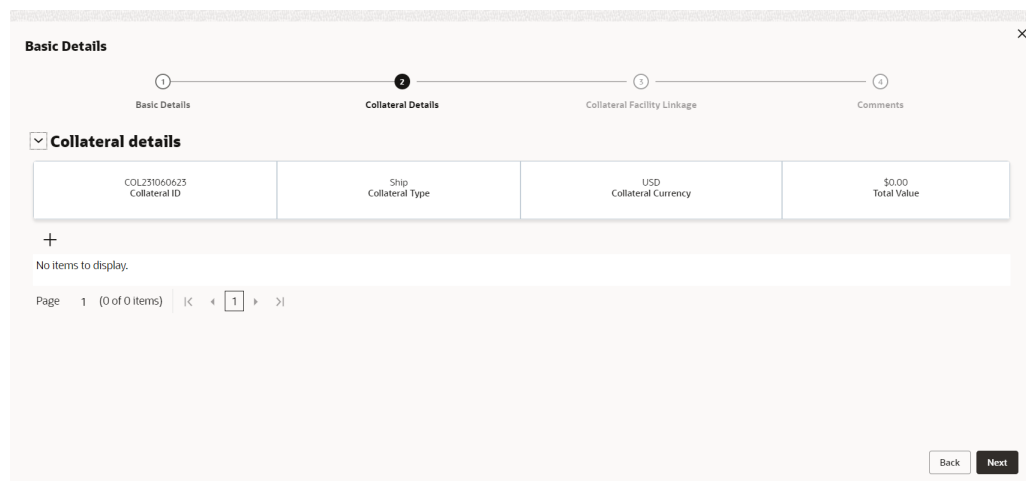 Basic Details
1 2 3 4
Basic Details Collateral Details Collateral Facility Linkage Comments
Collateral details
COL231060623 Ship USD $0.00
Collateral ID Collateral Type Collateral Currency Total Value
No items to display.
Page 1 (0 of 0 items) 1
Back Next